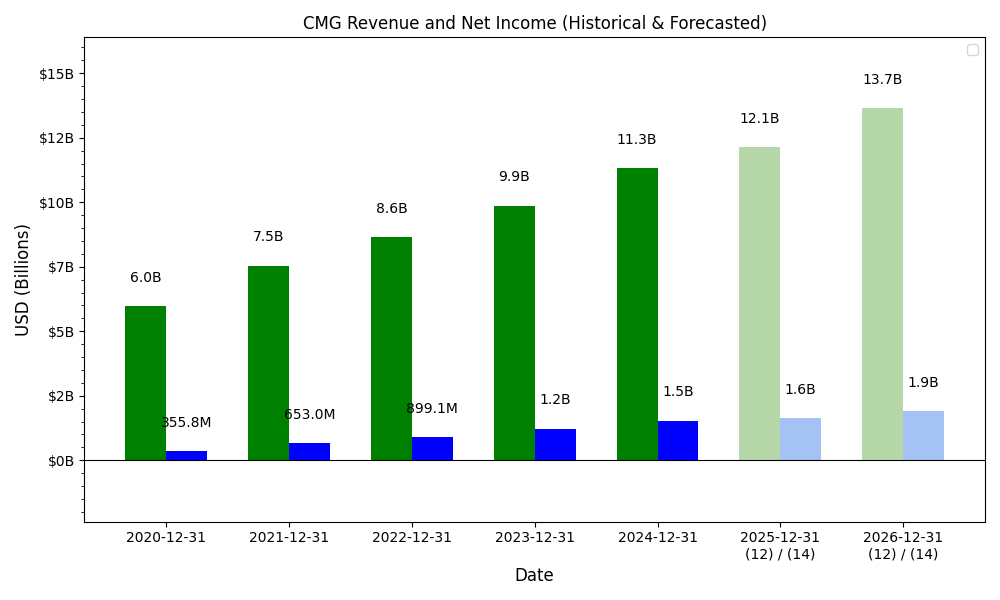 CMG Revenue and Net Income (Historical & Forecasted)
USD (Billions)
$15B
$12B
$10B
$7B
$5B
$2B
$0B
6.0B
355.8M
7.5B
653.0M
8.6B
899.1M
9.9B
1.2B
11.3B
1.5B
12.1B
1.6B
13.7B
1.9B
2020-12-31
2021-12-31
2022-12-31
2023-12-31
2024-12-31
2025-12-31
(12) / (14)
2026-12-31
(12) / (14)
Date